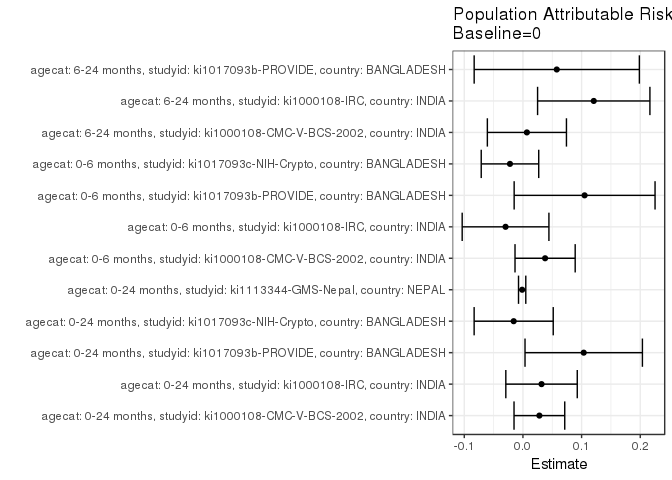 Population Attributable Risk
Baseline=0
agecat: 6-24 months, studyid: ki1017093b-PROVIDE, country: BANGLADESH
agecat: 6-24 months, studyid: ki1000108-IRC, country: INDIA
agecat: 6-24 months, studyid: ki1000108-CMC-V-BCS-2002, country: INDIA
agecat: 0-6 months, studyid: ki1017093c-NIH-Crypto, country: BANGLADESH
agecat: 0-6 months, studyid: ki1017093b-PROVIDE, country: BANGLADESH
agecat: 0-6 months, studyid: ki1000108-IRC, country: INDIA
agecat: 0-6 months, studyid: ki1000108-CMC-V-BCS-2002, country: INDIA
agecat: 0-24 months, studyid: ki1113344-GMS-Nepal, country: NEPAL
agecat: 0-24 months, studyid: ki1017093c-NIH-Crypto, country: BANGLADESH
agecat: 0-24 months, studyid: ki1017093b-PROVIDE, country: BANGLADESH
agecat: 0-24 months, studyid: ki1000108-IRC, country: INDIA
agecat: 0-24 months, studyid: ki1000108-CMC-V-BCS-2002, country: INDIA
-0.1 0.0 0.1 0.2
Estimate